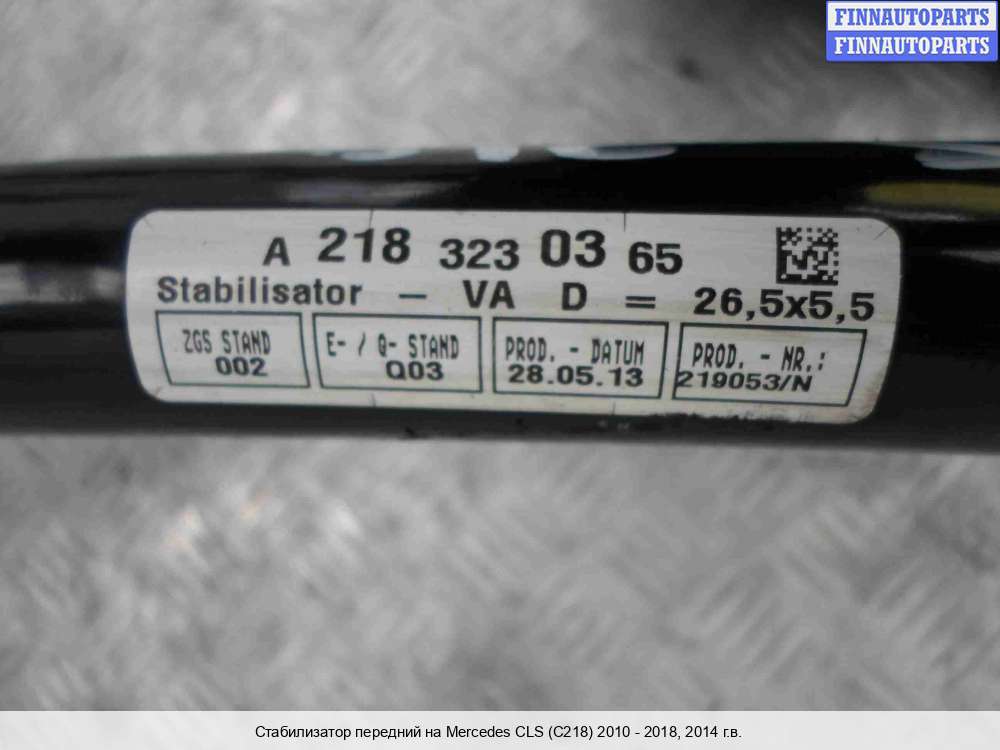 FINNAUTOPARTS
FINNAUTOPARTS
A 218 323 03 65
Stabilisator – VA D = 26,5x5,5
ZGS STAND
002
E- / Q- STAND
Q03
PROD. - DATUM
28.05.13
PROD. - NR.:
219053/N
Стабилизатор передний на Mercedes CLS (C218) 2010 - 2018, 2014 г.в.